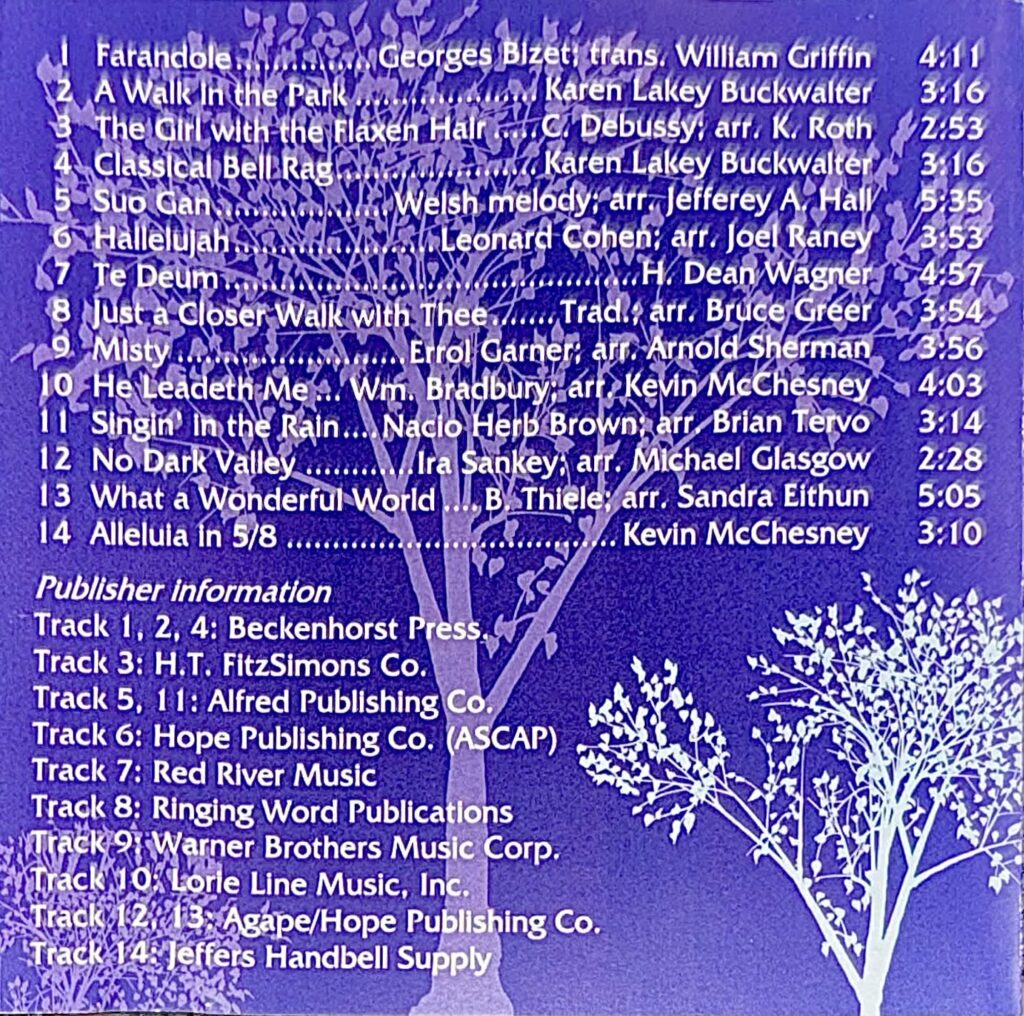 1 Farandole............... Georges Bizet; trans. William Griffin 4:11
2 A Walk in the Park.................... Karen Lakey Buckwalter 3:16
3 The Girl with the Flaxen Hair.....C. Debussy; arr. K. Roth 2:53
4 Classical Bell Rag...................... Karen Lakey Buckwalter 3:16
5 Suo Gan................... Welsh melody; arr. Jefferey A. Hall 5:35
6 Hallelujah......................Leonard Cohen; arr. Joel Raney 3:53
7 Te Deum.............................................H. Dean Wagner 4:57
8 Just a Closer Walk with Thee.......Trad.; arr. Bruce Greer 3:54
9 Misty.........................Errol Garner; arr. Arnold Sherman 3:56
10 He Leadeth Me... Wm. Bradbury; arr. Kevin McChesney 4:03
11 Singin' in the Rain....Nacio Herb Brown; arr. Brian Tervo 3:14
12 No Dark Valley............Ira Sankey; arr. Michael Glasgow 2:28
13 What a Wonderful World....B. Thiele; arr. Sandra Eithun 5:05
14 Alleluia in 5/8....................................Kevin McChesney 3:10
Publisher information
Track 1, 2, 4: Beckenhorst Press.
Track 3: H.T. FitzSimons Co.
Track 5, 11: Alfred Publishing Co.
Track 6: Hope Publishing Co. (ASCAP)
Track 7: Red River Music
Track 8: Ringing Word Publications
Track 9: Warner Brothers Music Corp.
Track 10: Lorie Line Music, Inc.
Track 12, 13: Agape/Hope Publishing Co.
Track 14: Jeffers Handbell Supply